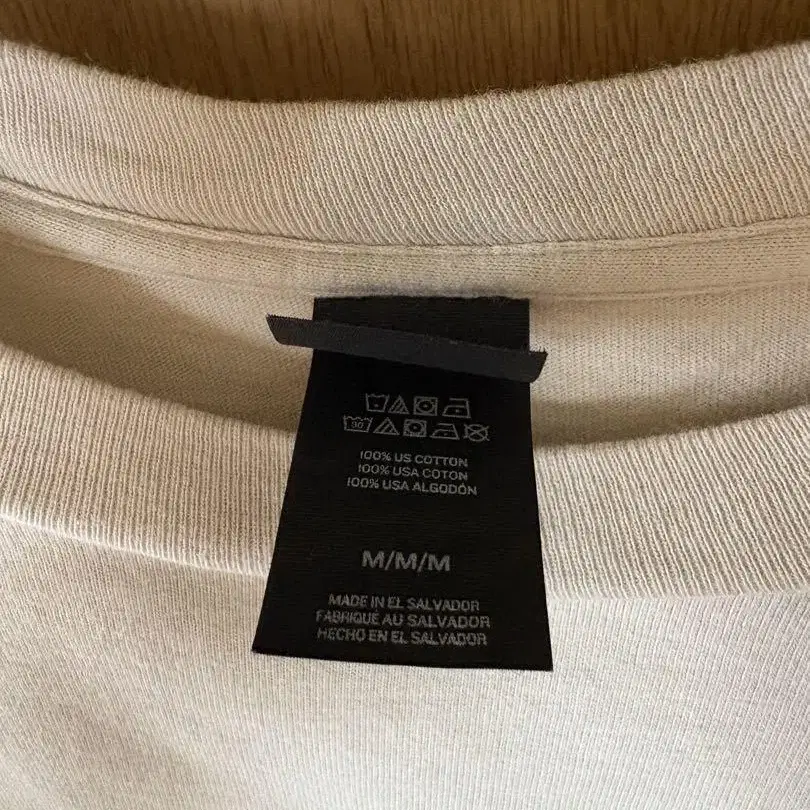 30
100% US COTTON
100% USA COTON
100% USA ALGODÓN
M/M/M
MADE IN EL SALVADOR
FABRIQUE AU SALVADOR
HECHO EN EL SALVADOR